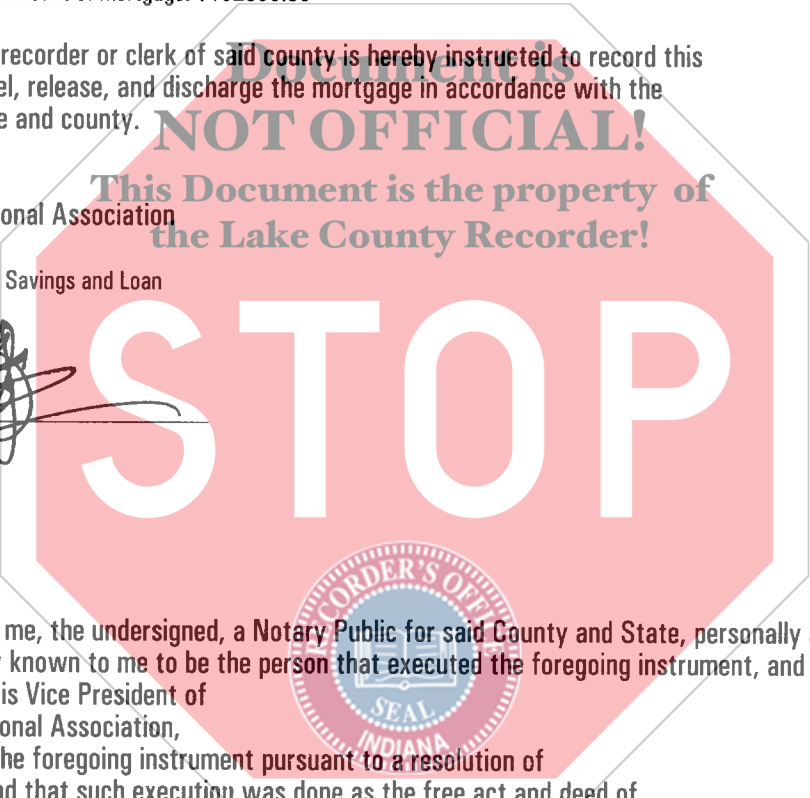 recorder or clerk of said county is hereby instructed to record this
Document is
el, release, and discharge the mortgage in accordance with the
e and county.
NOT OFFICIAL!
This Document is the property of
onal Association
the Lake County Recorder!
Savings and Loan
STOP
RECORDER'S OFFICE
me, the undersigned, a Notary Public for said County and State, personally
known to me to be the person that executed the foregoing instrument, and
is Vice President of
SEAL
onal Association,
INDIANA
he foregoing instrument pursuant to a resolution of
nd that such execution was done as the free act and deed of